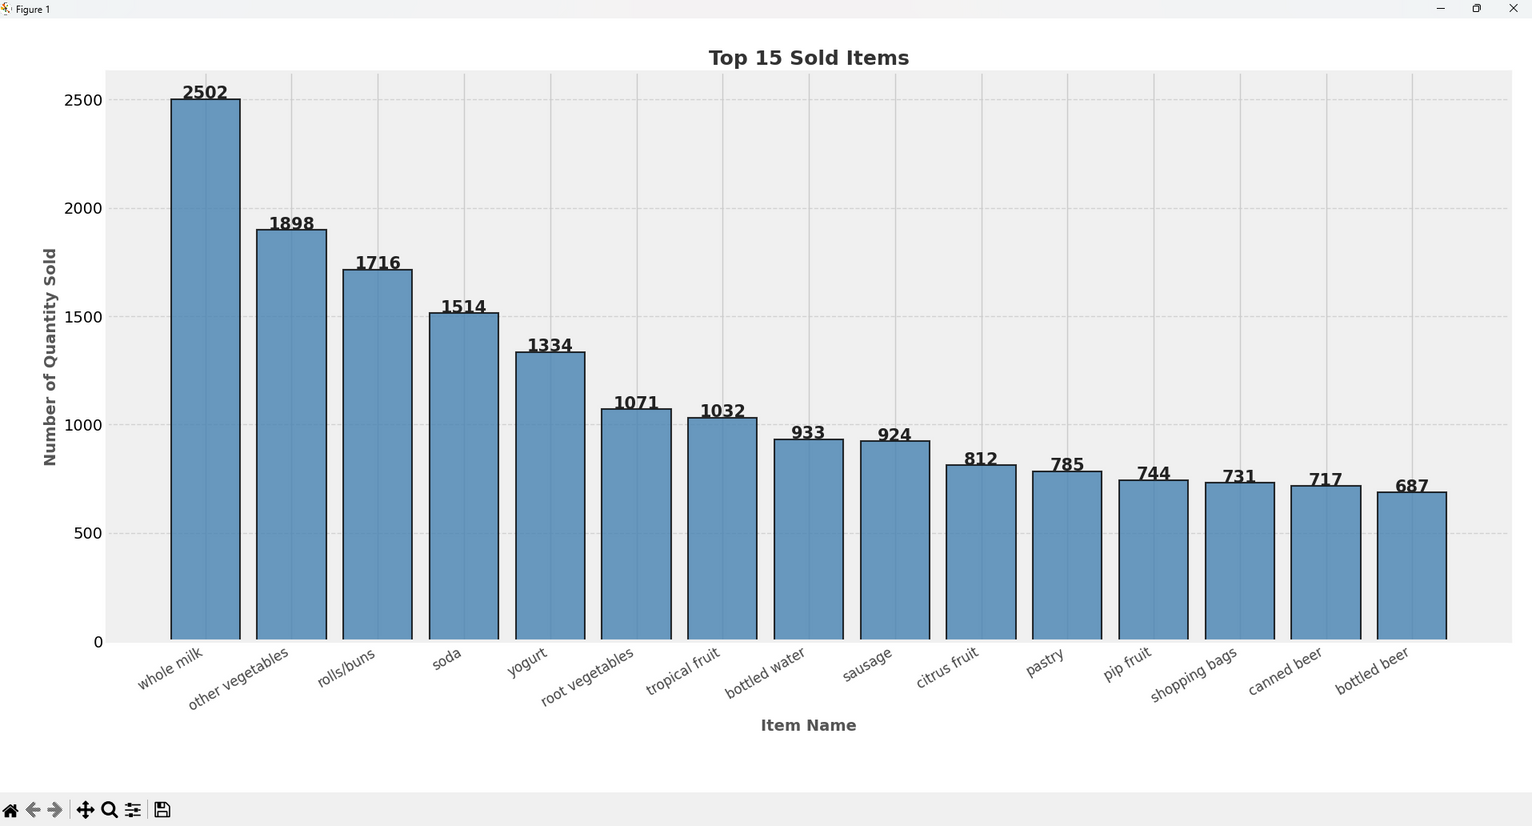 Figure 1
Top 15 Sold Items
Number of Quantity Sold
2500
2000
1500
1000
500
0
2502
1898
1716
1514
1334
1071
1032
933
924
812
785
744
731
717
687
whole milk
other vegetables
rolls/buns
soda
yogurt
root vegetables
tropical fruit
bottled water
sausage
citrus fruit
pastry
pip fruit
shopping bags
canned beer
bottled beer
Item Name